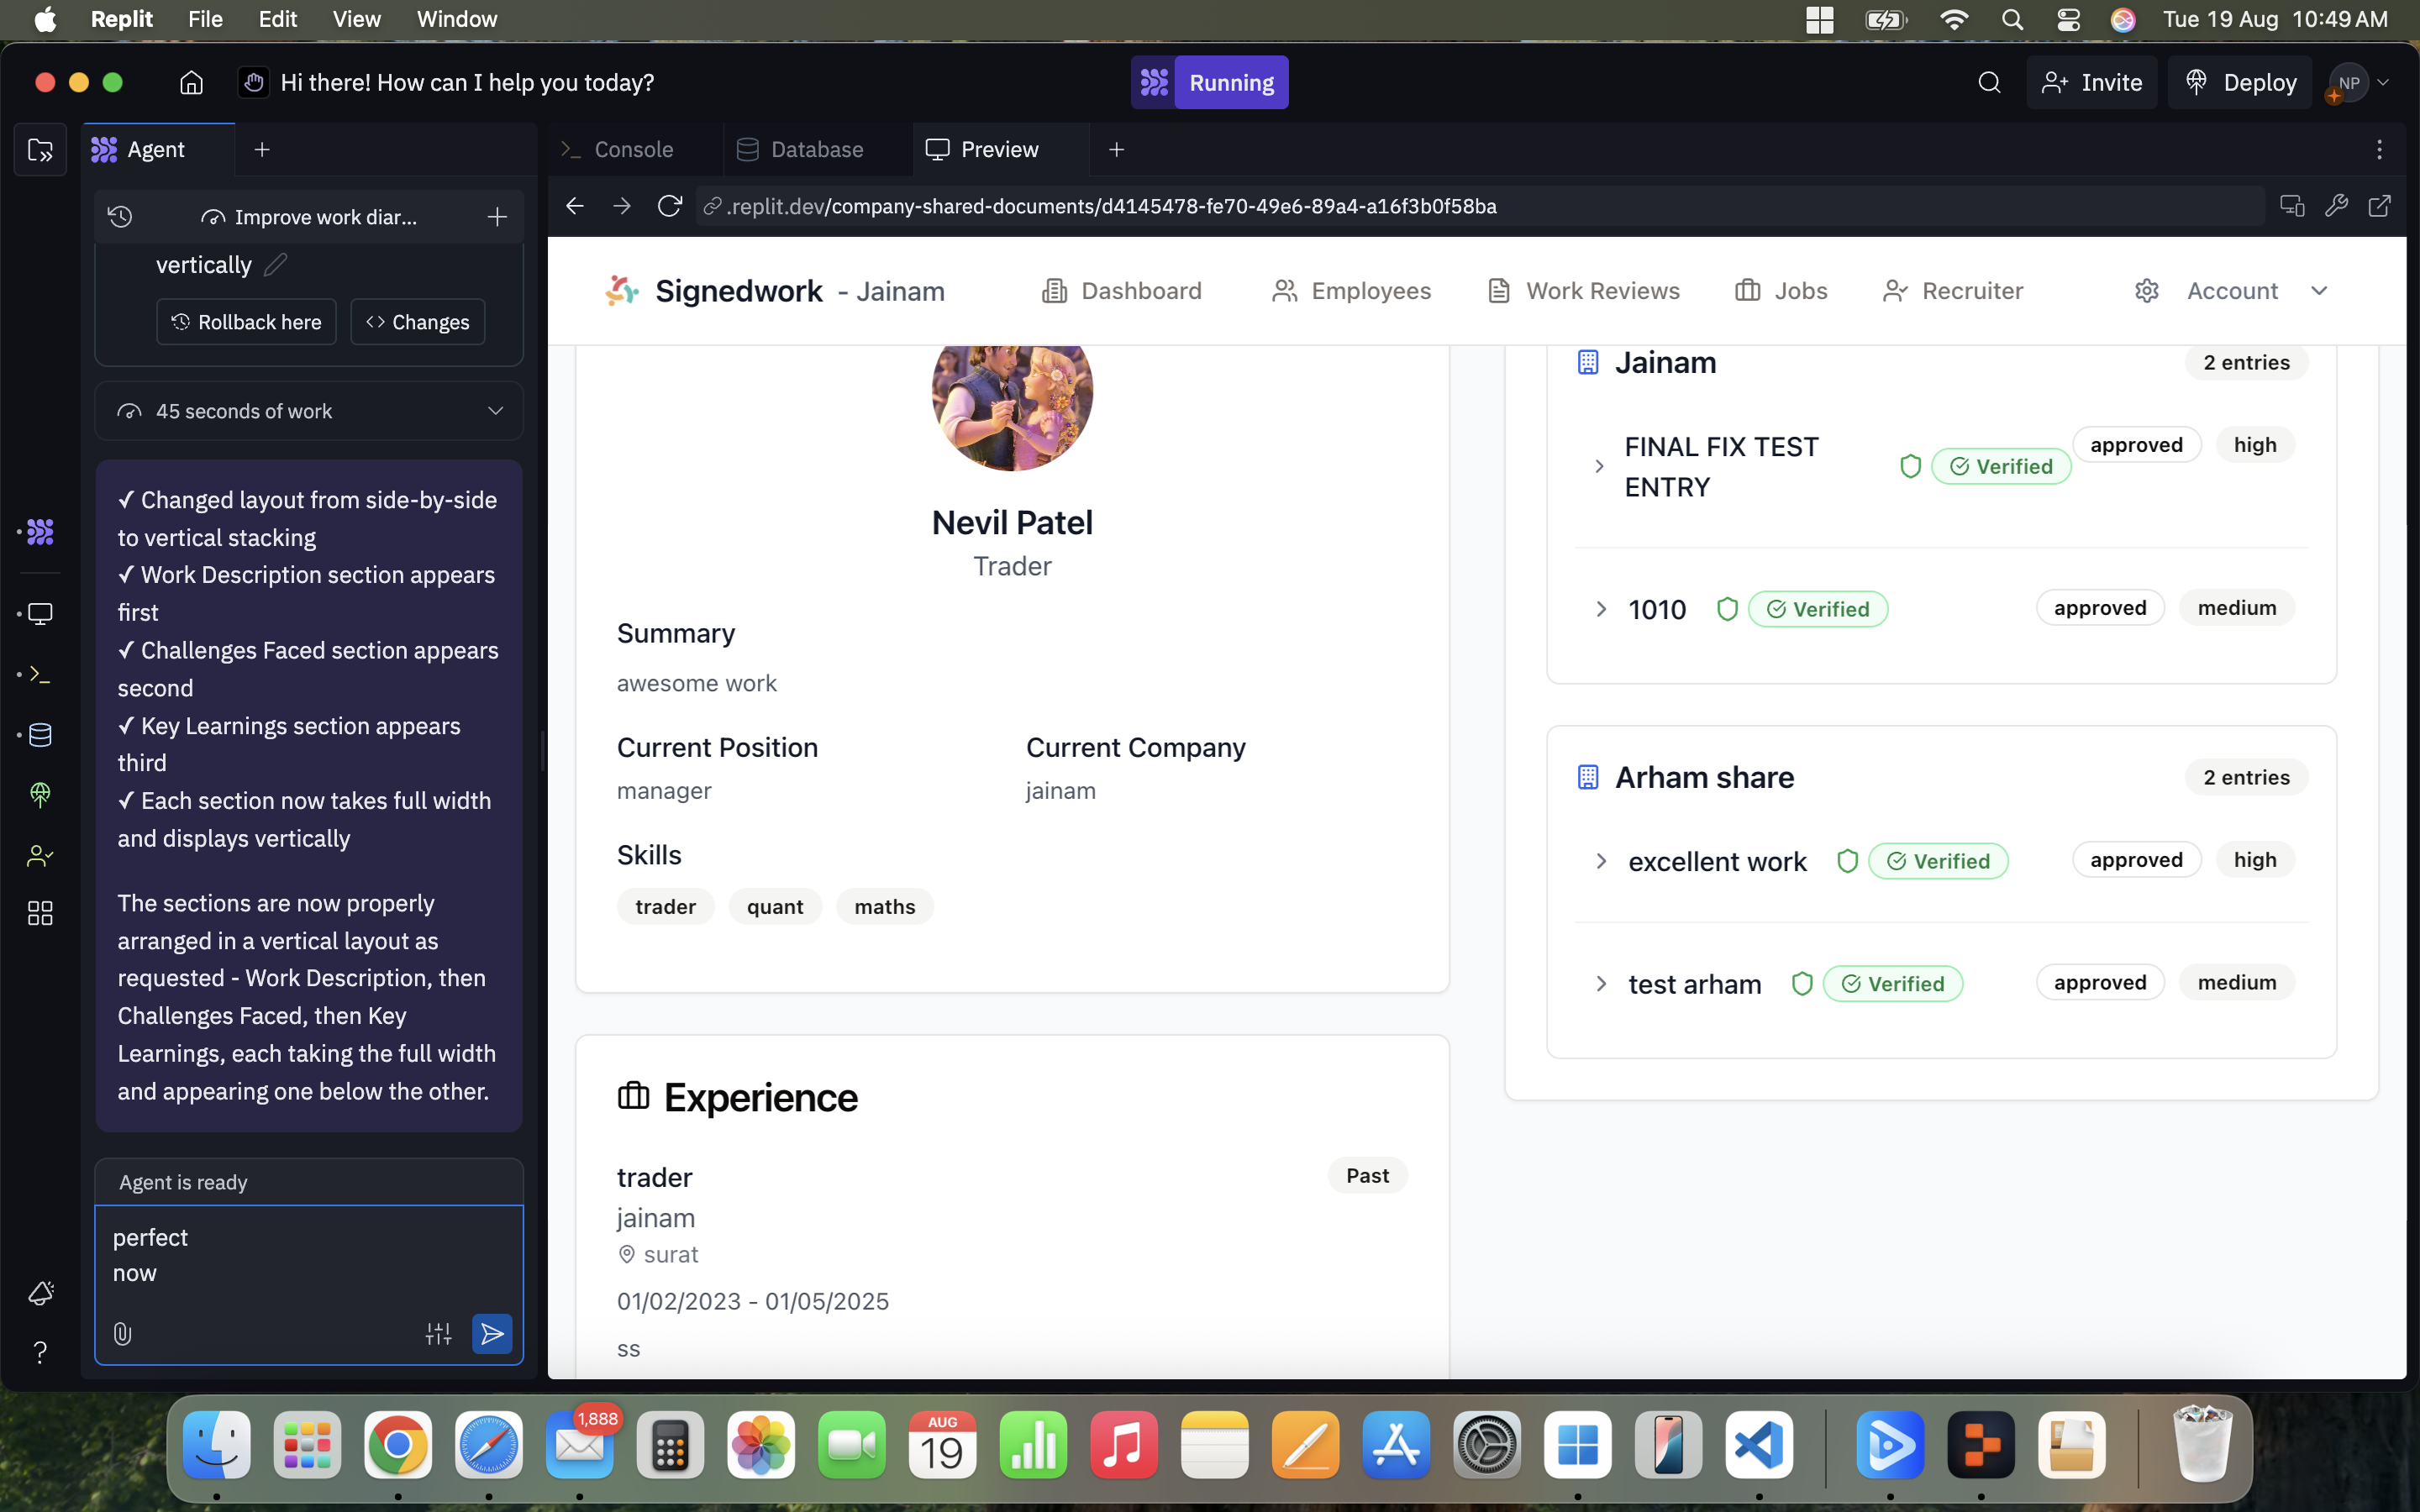 Replit File Edit View Window
Tue 19 Aug 10:49 AM
Hi there! How can I help you today?
Running
Invite
Deploy
NP
Agent
Console
Database
Preview
Improve work diar...
.replit.dev/company-shared-documents/d4145478-fe70-49e6-89a4-a16f3b0f58ba
vertically
Rollback here
Changes
45 seconds of work
✓ Changed layout from side-by-side
to vertical stacking
✓ Work Description section appears
first
✓ Challenges Faced section appears
second
✓ Key Learnings section appears
third
✓ Each section now takes full width
and displays vertically
The sections are now properly
arranged in a vertical layout as
requested - Work Description, then
Challenges Faced, then Key
Learnings, each taking the full width
and appearing one below the other.
Agent is ready
perfect
now
?
Signedwork - Jainam
Dashboard
Employees
Work Reviews
Jobs
Recruiter
Account
Nevil Patel
Trader
Summary
awesome work
Current Position
manager
Current Company
jainam
Skills
trader quant maths
Experience
trader
Past
jainam
surat
01/02/2023 - 01/05/2025
ss
Jainam
2 entries
FINAL FIX TEST
ENTRY
Verified
approved
high
1010
Verified
approved
medium
Arham share
2 entries
excellent work
Verified
approved
high
test arham
Verified
approved
medium
1,888
AUG
19